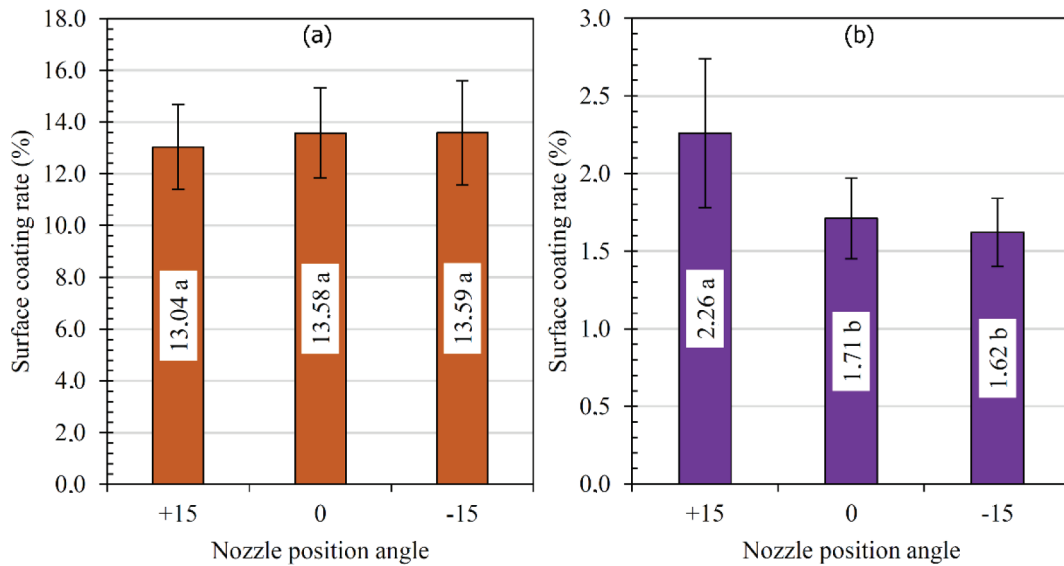 (a)
Surface coating rate (%)
18.0
16.0
14.0
12.0
10.0
8.0
6.0
4.0
2.0
0.0
13.04 a
13.58 a
13.59 a
+15
0
-15
Nozzle position angle
(b)
Surface coating rate (%)
3.0
2.5
2.0
1.5
1.0
0.5
0.0
2.26 a
1.71 b
1.62 b
+15
0
-15
Nozzle position angle